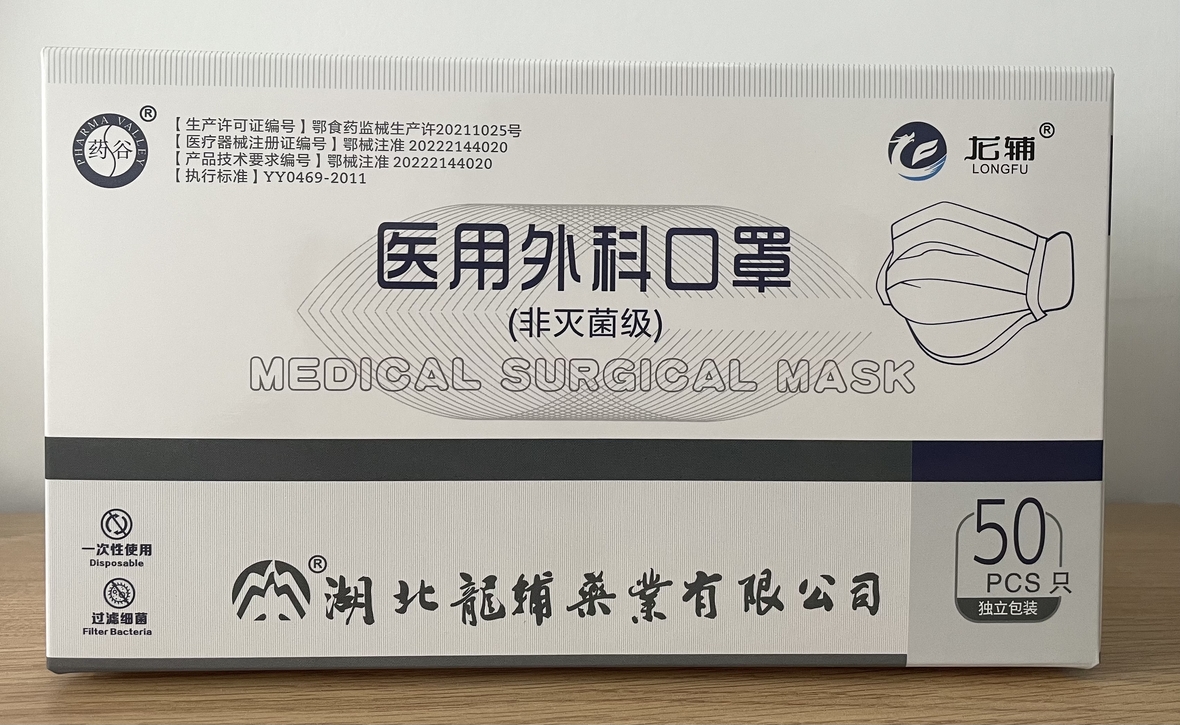 PHARMA VALLEY
药谷
®
【生产许可证编号】鄂食药监械生产许20211025号
【医疗器械注册证编号】鄂械注准 20222144020
【产品技术要求编号】鄂械注准 20222144020
【执行标准】YY0469-2011
龙辅®
LONGFU
医用外科口罩
(非灭菌级)
MEDICAL SURGICAL MASK
一次性使用
Disposable
过滤细菌
Filter Bacteria
®湖北龍辅藥業有限公司
50
PCS 只
独立包装